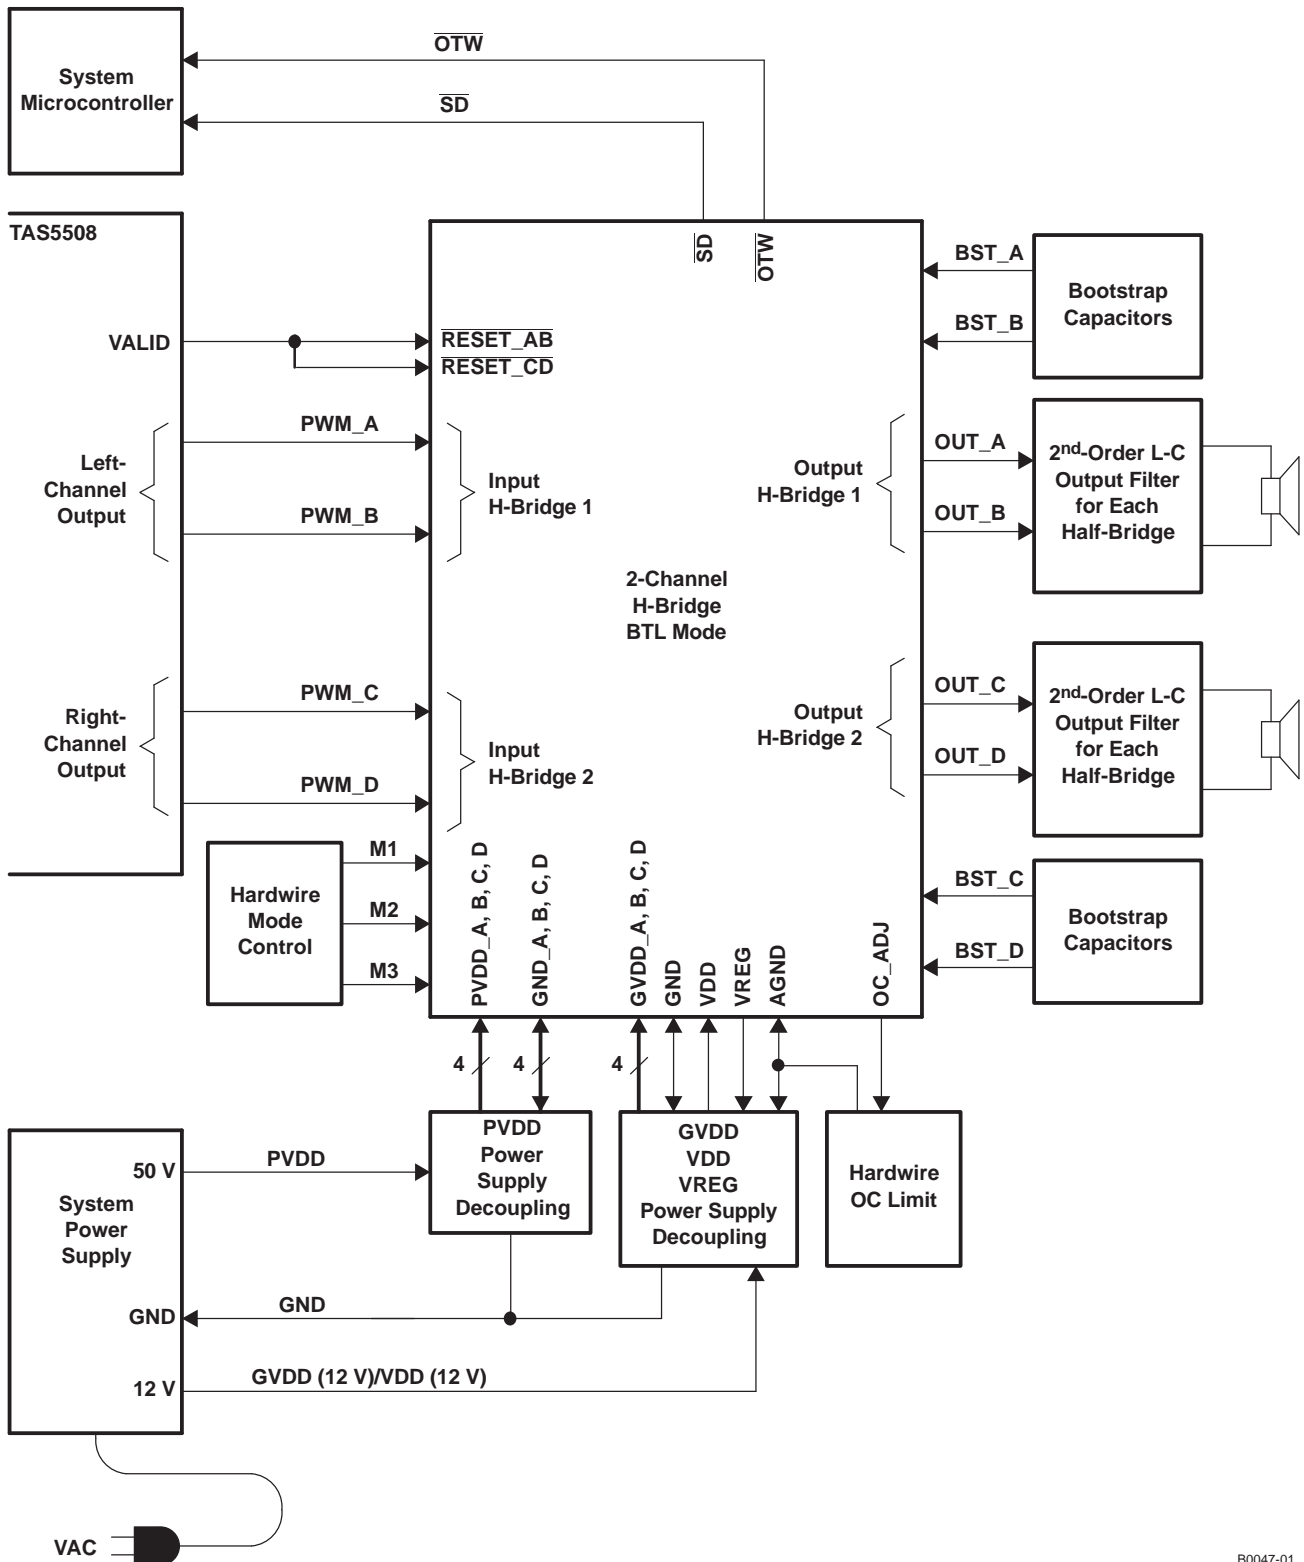 OTW
System
Microcontroller
SD
TAS5508
SD
OTW
BST_A
Bootstrap
Capacitors
BST_B
VALID
RESET_AB
RESET_CD
PWM_A
Left-
Channel
Output
Input
H-Bridge 1
PWM_B
Output
H-Bridge 1
OUT_A
OUT_B
2nd-Order L-C
Output Filter
for Each
Half-Bridge
2-Channel
H-Bridge
BTL Mode
PWM_C
Right-
Channel
Output
Input
H-Bridge 2
PWM_D
Output
H-Bridge 2
OUT_C
OUT_D
2nd-Order L-C
Output Filter
for Each
Half-Bridge
Hardwire
Mode
Control
M1
M2
M3
PVDD_A, B, C, D
GND_A, B, C, D
GVDD_A, B, C, D
GND
VDD
VREG
AGND
OC_ADJ
BST_C
Bootstrap
Capacitors
BST_D
4
4
4
PVDD
Power
Supply
Decoupling
GVDD
VDD
VREG
Power Supply
Decoupling
Hardwire
OC Limit
50 V
PVDD
System
Power
Supply
GND
GND
12 V
GVDD (12 V)/VDD (12 V)
VAC
B0047-01